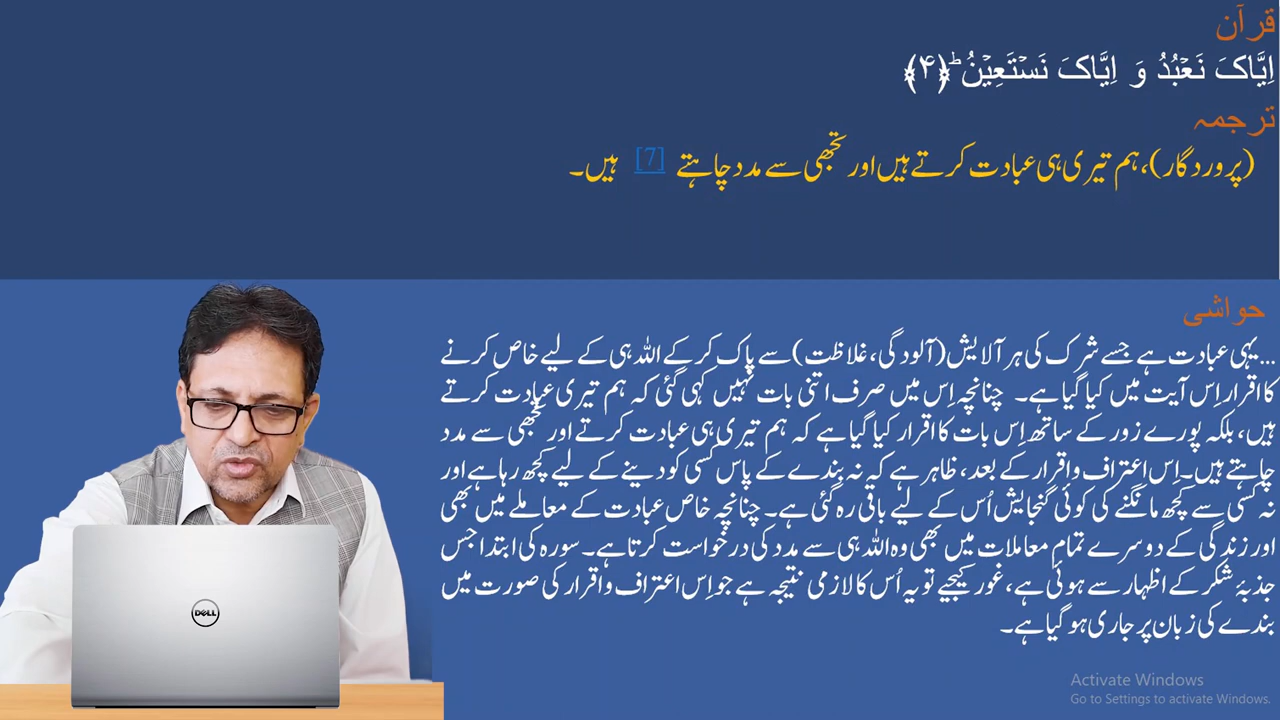 قرآن
اِیَّاکَ نَعۡبُدُ وَ اِیَّاکَ نَسۡتَعِیۡنُ ؕ﴿۴﴾
ترجمہ
(پروردگار)، ہم تیری ہی عبادت کرتے ہیں اور تجھی سے مدد چاہتے [7] ہیں۔
حواشی
...یہی عبادت ہے جسے شرک کی ہر آلایش (آلودگی، غلاظت) سے پاک کر کے اللہ ہی کے لیے خاص کرنے
کا اقرار اِس آیت میں کیا گیا ہے۔ چنانچہ اِس میں صرف اتنی بات نہیں کہی گئی کہ ہم تیری عبادت کرتے
ہیں، بلکہ پورے زور کے ساتھ اِس بات کا اقرار کیا گیا ہے کہ ہم تیری ہی عبادت کرتے اور تجھی سے مدد
چاہتے ہیں۔ اِس اعتراف و اقرار کے بعد، ظاہر ہے کہ نہ بندے کے پاس کسی کو دینے کے لیے کچھ رہا ہے اور
نہ کسی سے کچھ مانگنے کی کوئی گنجایش اُس کے لیے باقی رہ گئی ہے۔ چنانچہ خاص عبادت کے معاملے میں بھی
اور زندگی کے دوسرے تمام معاملات میں بھی وہ اللہ ہی سے مدد کی درخواست کرتا ہے۔ سورہ کی ابتدا جس
جذبۂ شکر کے اظہار سے ہوئی ہے، غور کیجیے تو یہ اُس کا لازمی نتیجہ ہے جو اِس اعتراف و اقرار کی صورت میں
بندے کی زبان پر جاری ہو گیا ہے۔
DELL
Activate Windows
Go to Settings to activate Windows.